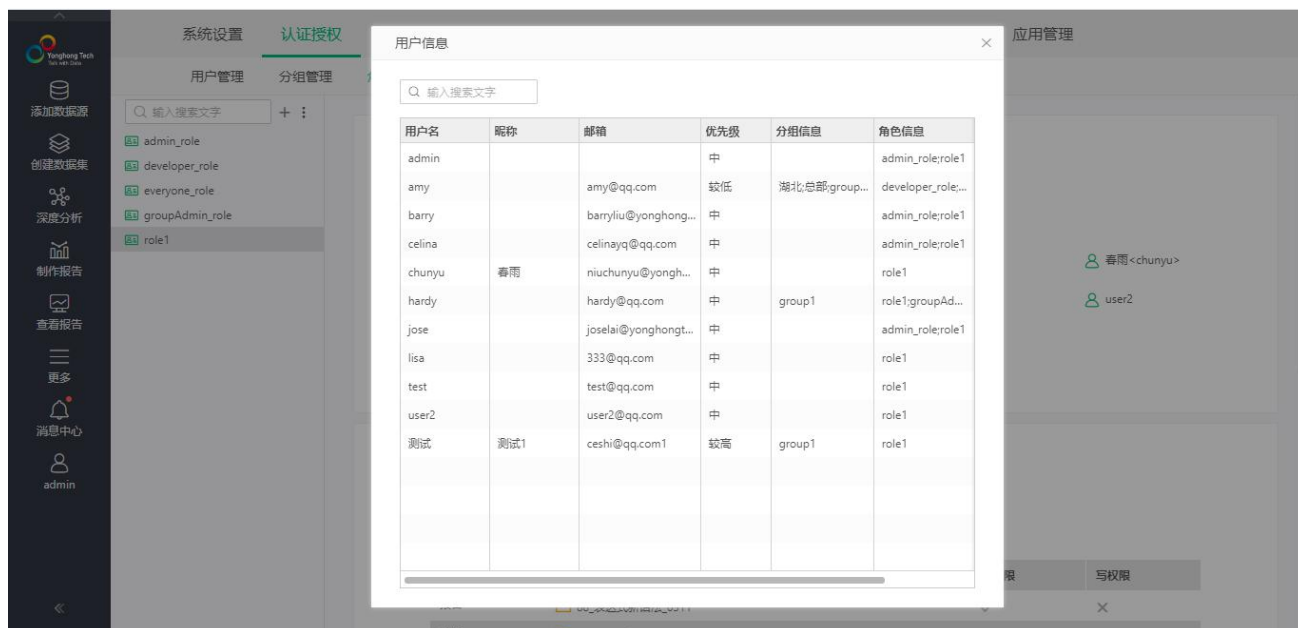 Yonghong Tech
Talk with Data
添加数据源
创建数据集
深度分析
制作报告
查看报告
更多
消息中心
admin
系统设置 认证授权 应用管理
用户管理 分组管理
输入搜索文字
admin_role
developer_role
everyone_role
groupAdmin_role
role1
用户信息
输入搜索文字
用户名 昵称 邮箱 优先级 分组信息 角色信息
admin 中 admin_role;role1
amy amy@qq.com 较低 湖北;总部;group... developer_role;...
barry barryliu@yonghong... 中 admin_role;role1
celina celinayq@qq.com 中 admin_role;role1
chunyu 春雨 niuchunyu@yongh... 中 role1
hardy hardy@qq.com 中 group1 role1;groupAd...
jose joselai@yonghongt... 中 admin_role;role1
lisa 333@qq.com 中 role1
test test@qq.com 中 role1
user2 user2@qq.com 中 role1
测试 测试1 ceshi@qq.com1 较高 group1 role1
春雨<chunyu>
user2
限 写权限